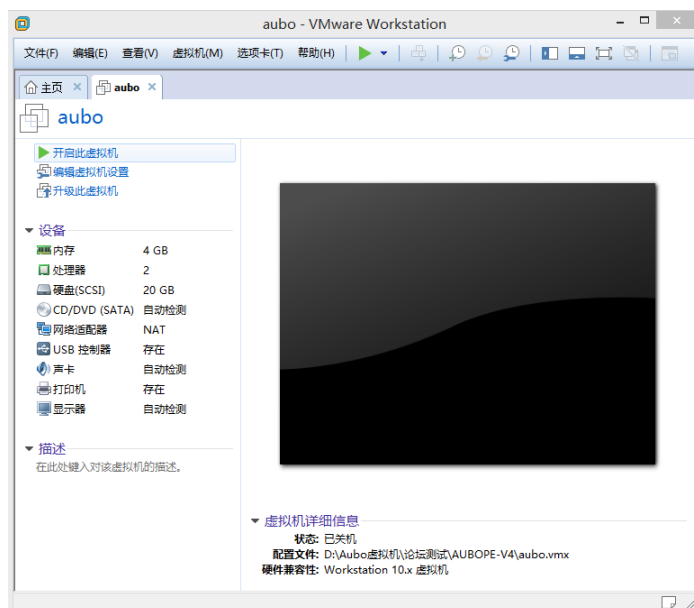 aubo - VMware Workstation
文件(F) 编辑(E) 查看(V) 虚拟机(M) 选项卡(T) 帮助(H)
主页 aubo
aubo
开启此虚拟机
编辑虚拟机设置
升级此虚拟机
设备
内存 4 GB
处理器 2
硬盘(SCSI) 20 GB
CD/DVD (SATA) 自动检测
网络适配器 NAT
USB 控制器 存在
声卡 自动检测
打印机 存在
显示器 自动检测
描述
在此处键入对该虚拟机的描述。
虚拟机详细信息
状态: 已关机
配置文件: D:\Aubo虚拟机\论坛测试\AUBOPE-V4\aubo.vmx
硬件兼容性: Workstation 10.x 虚拟机